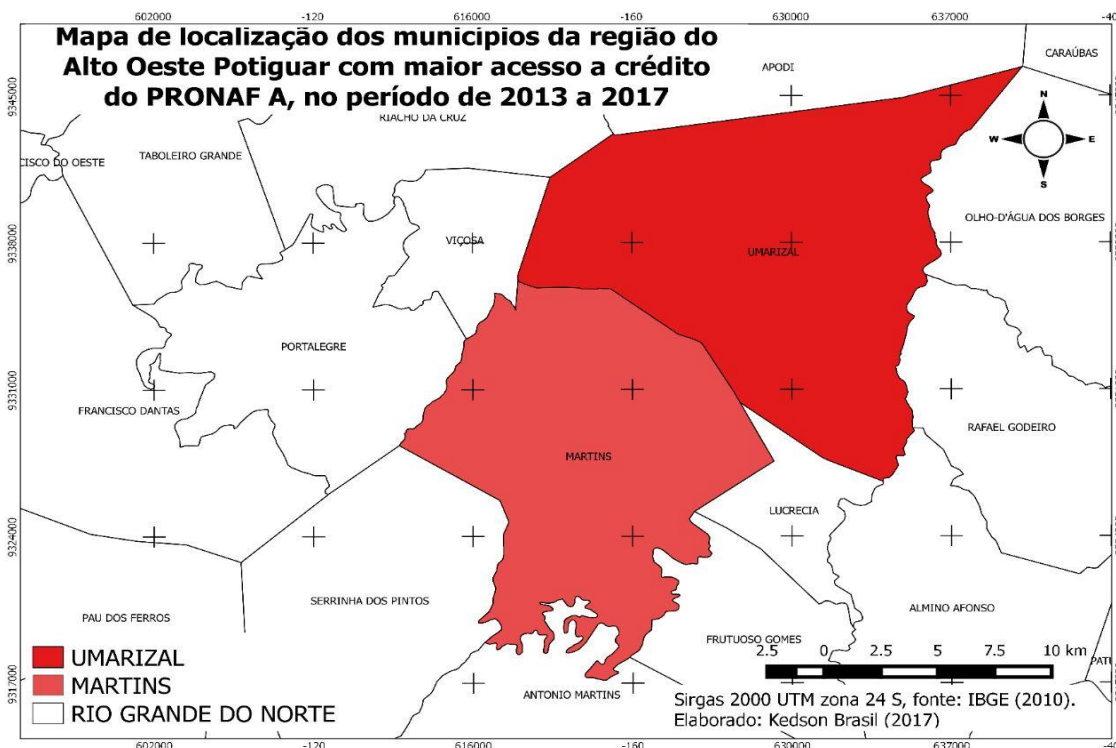 602000 -120 616000 -160 630000 637000
Mapa de localização dos municipios da região do
Alto Oeste Potiguar com maior acesso a crédito
do PRONAF A, no período de 2013 a 2017
CARAÚBAS
APODI
9345000
RIACHO DA CRUZ
TABOLEIRO GRANDE
CISCO DO OESTE
N
W E
S
OLHO-D'ÁGUA DOS BORGES
VIÇOSA
9338000
UMARIZAL
PORTALEGRE
9331000
FRANCISCO DANTAS
RAFAEL GODEIRO
MARTINS
LUCRECIA
9324000
SERRINHA DOS PINTOS
ALMINO AFONSO
PAU DOS FERROS
FRUTUOSO GOMES
2.5 0 2.5 5 7.5 10 km
UMARIZAL
MARTINS
RIO GRANDE DO NORTE
9317000
ANTONIO MARTINS
Sirgas 2000 UTM zona 24 S, fonte: IBGE (2010).
Elaborado: Kedson Brasil (2017)
602000 -120 616000 -160 630000 637000